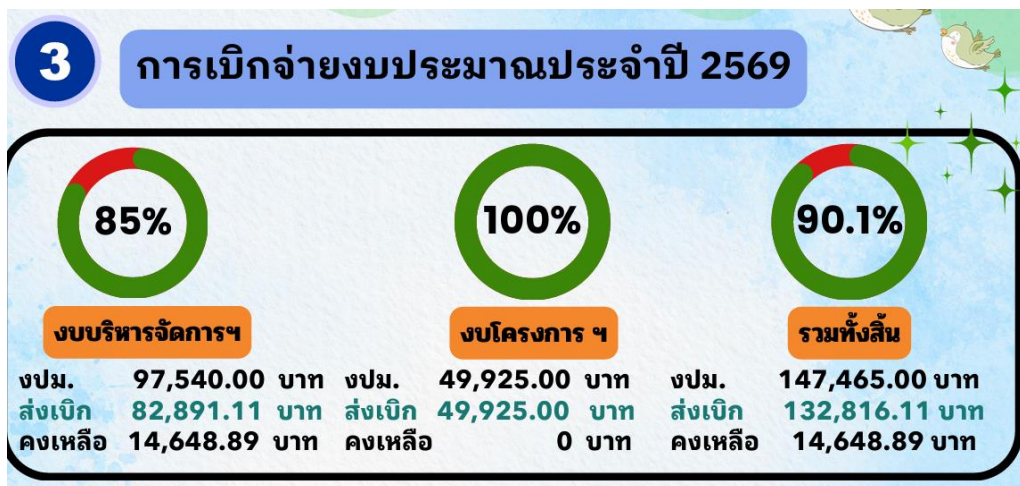 3
การเบิกจ่ายงบประมาณประจำปี 2569
85%
100%
90.1%
งบบริหารจัดการฯ
งบโครงการ ฯ
รวมทั้งสิ้น
งปม. 97,540.00 บาท งปม. 49,925.00 บาท งปม. 147,465.00 บาท
ส่งเบิก 82,891.11 บาท ส่งเบิก 49,925.00 บาท ส่งเบิก 132,816.11 บาท
คงเหลือ 14,648.89 บาท คงเหลือ 0 บาท คงเหลือ 14,648.89 บาท